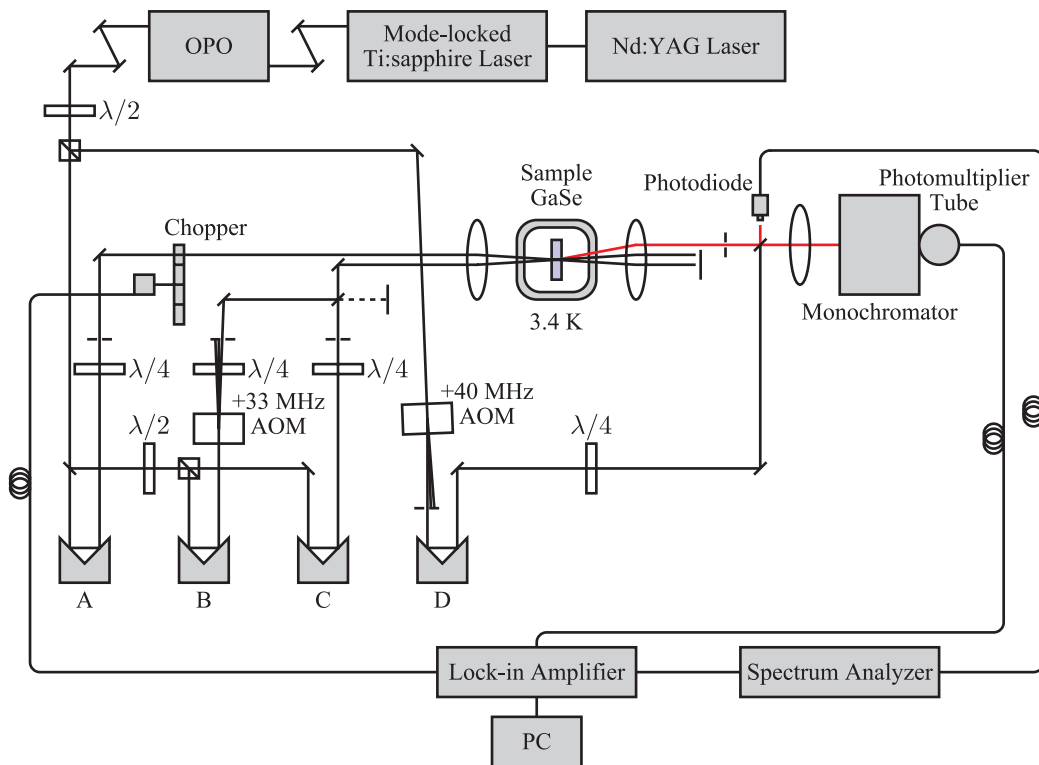 OPO
Mode-locked
Ti:sapphire Laser
Nd:YAG Laser
λ/2
Sample
GaSe
Photodiode
Photomultiplier
Tube
Chopper
3.4 K
Monochromator
λ/4
λ/4
λ/4
+33 MHz
AOM
+40 MHz
AOM
λ/2
λ/4
A
B
C
D
Lock-in Amplifier
Spectrum Analyzer
PC